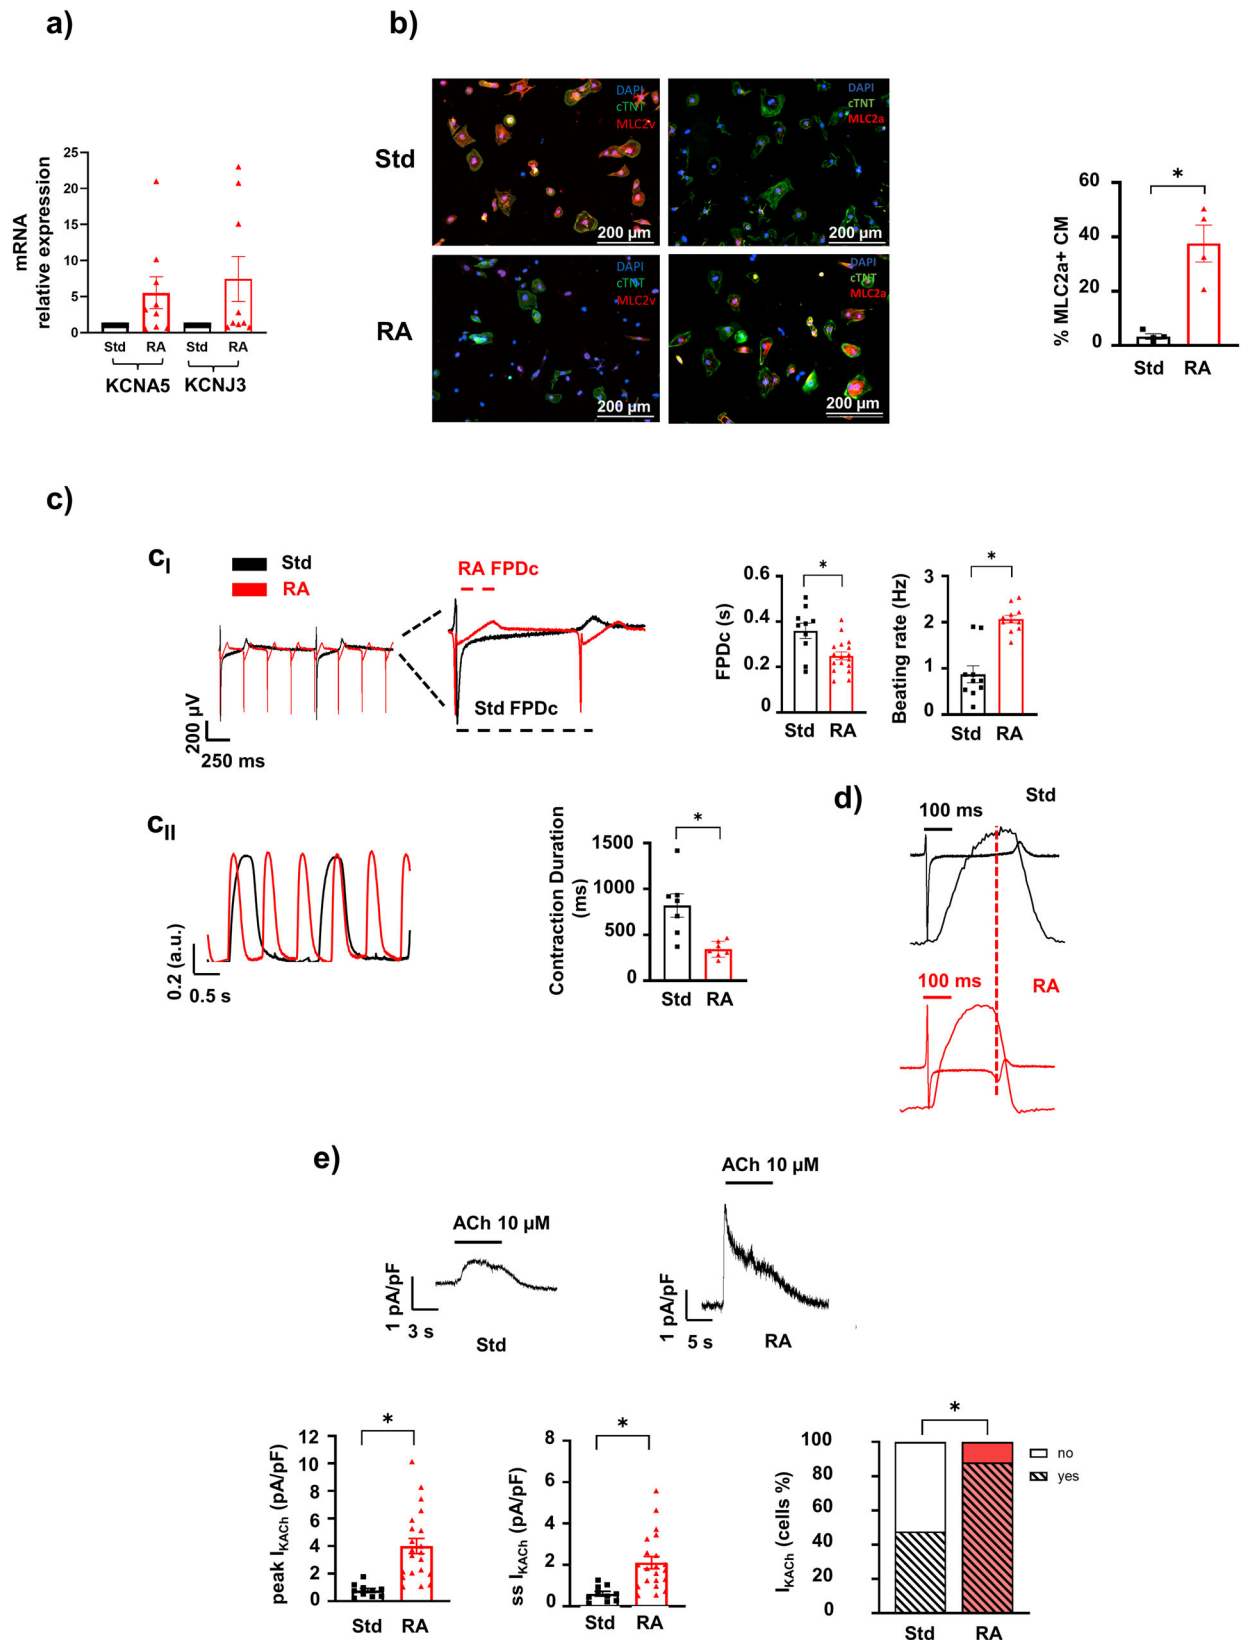 a)
b)
mRNA
relative expression
25
20
15
10
5
0
Std
RA
Std
RA
KCNA5
KCNJ3
Std
RA
DAPI
cTNT
MLC2v
200 µm
DAPI
cTNT
MLC2a
200 µm
DAPI
cTNT
MLC2v
200 µm
DAPI
cTNT
MLC2a
200 µm
% MLC2a+ CM
60
40
20
0
*
Std
RA
c)
cI
Std
RA
200 µV
250 ms
RA FPDc
Std FPDc
FPDc (s)
0.6
0.4
0.2
0
*
Std
RA
Beating rate (Hz)
3
2
1
0
*
Std
RA
cII
0.2 (a.u.)
0.5 s
Contraction Duration
(ms)
1500
1000
500
0
*
Std
RA
d)
Std
100 ms
RA
100 ms
e)
ACh 10 µM
1 pA/pF
3 s
Std
ACh 10 µM
1 pA/pF
5 s
RA
peak IKACh (pA/pF)
12
10
8
6
4
2
0
*
Std
RA
ss IKACh (pA/pF)
8
6
4
2
0
*
Std
RA
IKACh (cells %)
100
80
60
40
20
0
*
Std
RA
no
yes